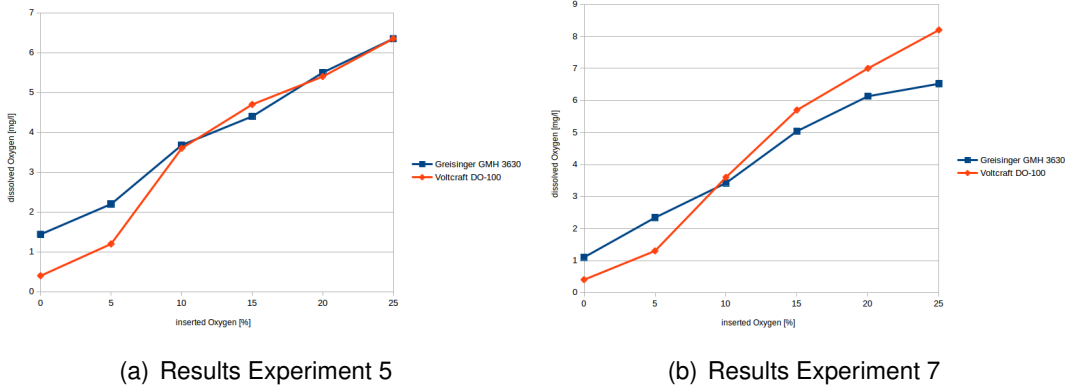 7
6
5
4
3
2
1
0
dissolved Oxygen [mg/l]
0 5 10 15 20 25
inserted Oxygen [%]
Greisinger GMH 3630
Voltcraft DO-100
(a) Results Experiment 5
9
8
7
6
5
4
3
2
1
0
dissolved Oxygen [mg/l]
0 5 10 15 20 25
inserted Oxygen [%]
Greisinger GMH 3630
Voltcraft DO-100
(b) Results Experiment 7